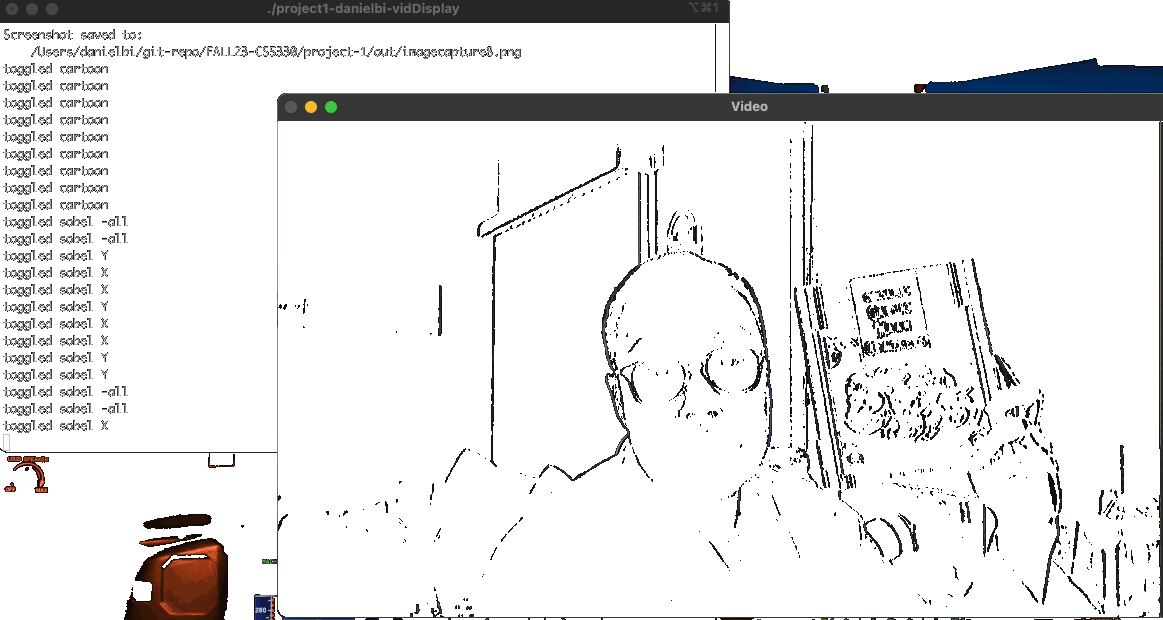 ./project1-danielbi-vidDisplay
⌥⌘1
Screenshot saved to:
/Users/danielbi/git-repo/FALL23-CS5330/project-1/out/imagecapture8.png
toggled cartoon
toggled cartoon
toggled cartoon
toggled cartoon
toggled cartoon
toggled cartoon
toggled cartoon
toggled cartoon
toggled cartoon
toggled sobel -all
toggled sobel -all
toggled sobel Y
toggled sobel X
toggled sobel X
toggled sobel Y
toggled sobel X
toggled sobel X
toggled sobel Y
toggled sobel Y
toggled sobel -all
toggled sobel -all
toggled sobel X
Video
260